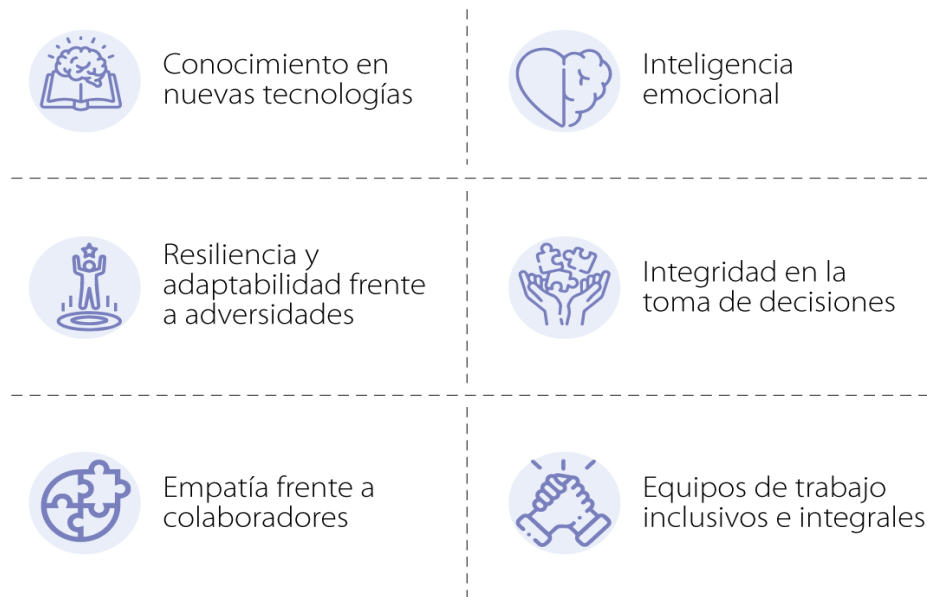 Conocimiento en
nuevas tecnologías
Inteligencia
emocional
Resiliencia y
adaptabilidad frente
a adversidades
Integridad en la
toma de decisiones
Empatía frente a
colaboradores
Equipos de trabajo
inclusivos e integrales